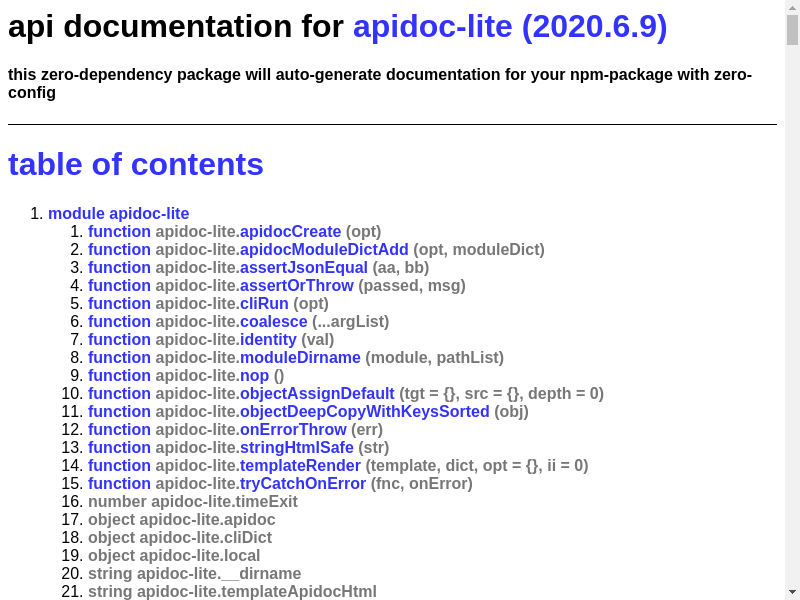 api documentation for apidoc-lite (2020.6.9)
this zero-dependency package will auto-generate documentation for your npm-package with zero-
config
table of contents
1. module apidoc-lite
1. function apidoc-lite.apidocCreate (opt)
2. function apidoc-lite.apidocModuleDictAdd (opt, moduleDict)
3. function apidoc-lite.assertJsonEqual (aa, bb)
4. function apidoc-lite.assertOrThrow (passed, msg)
5. function apidoc-lite.cliRun (opt)
6. function apidoc-lite.coalesce (...argList)
7. function apidoc-lite.identity (val)
8. function apidoc-lite.moduleDirname (module, pathList)
9. function apidoc-lite.nop ()
10. function apidoc-lite.objectAssignDefault (tgt = {}, src = {}, depth = 0)
11. function apidoc-lite.objectDeepCopyWithKeysSorted (obj)
12. function apidoc-lite.onErrorThrow (err)
13. function apidoc-lite.stringHtmlSafe (str)
14. function apidoc-lite.templateRender (template, dict, opt = {}, ii = 0)
15. function apidoc-lite.tryCatchOnError (fnc, onError)
16. number apidoc-lite.timeExit
17. object apidoc-lite.apidoc
18. object apidoc-lite.cliDict
19. object apidoc-lite.local
20. string apidoc-lite.__dirname
21. string apidoc-lite.templateApidocHtml